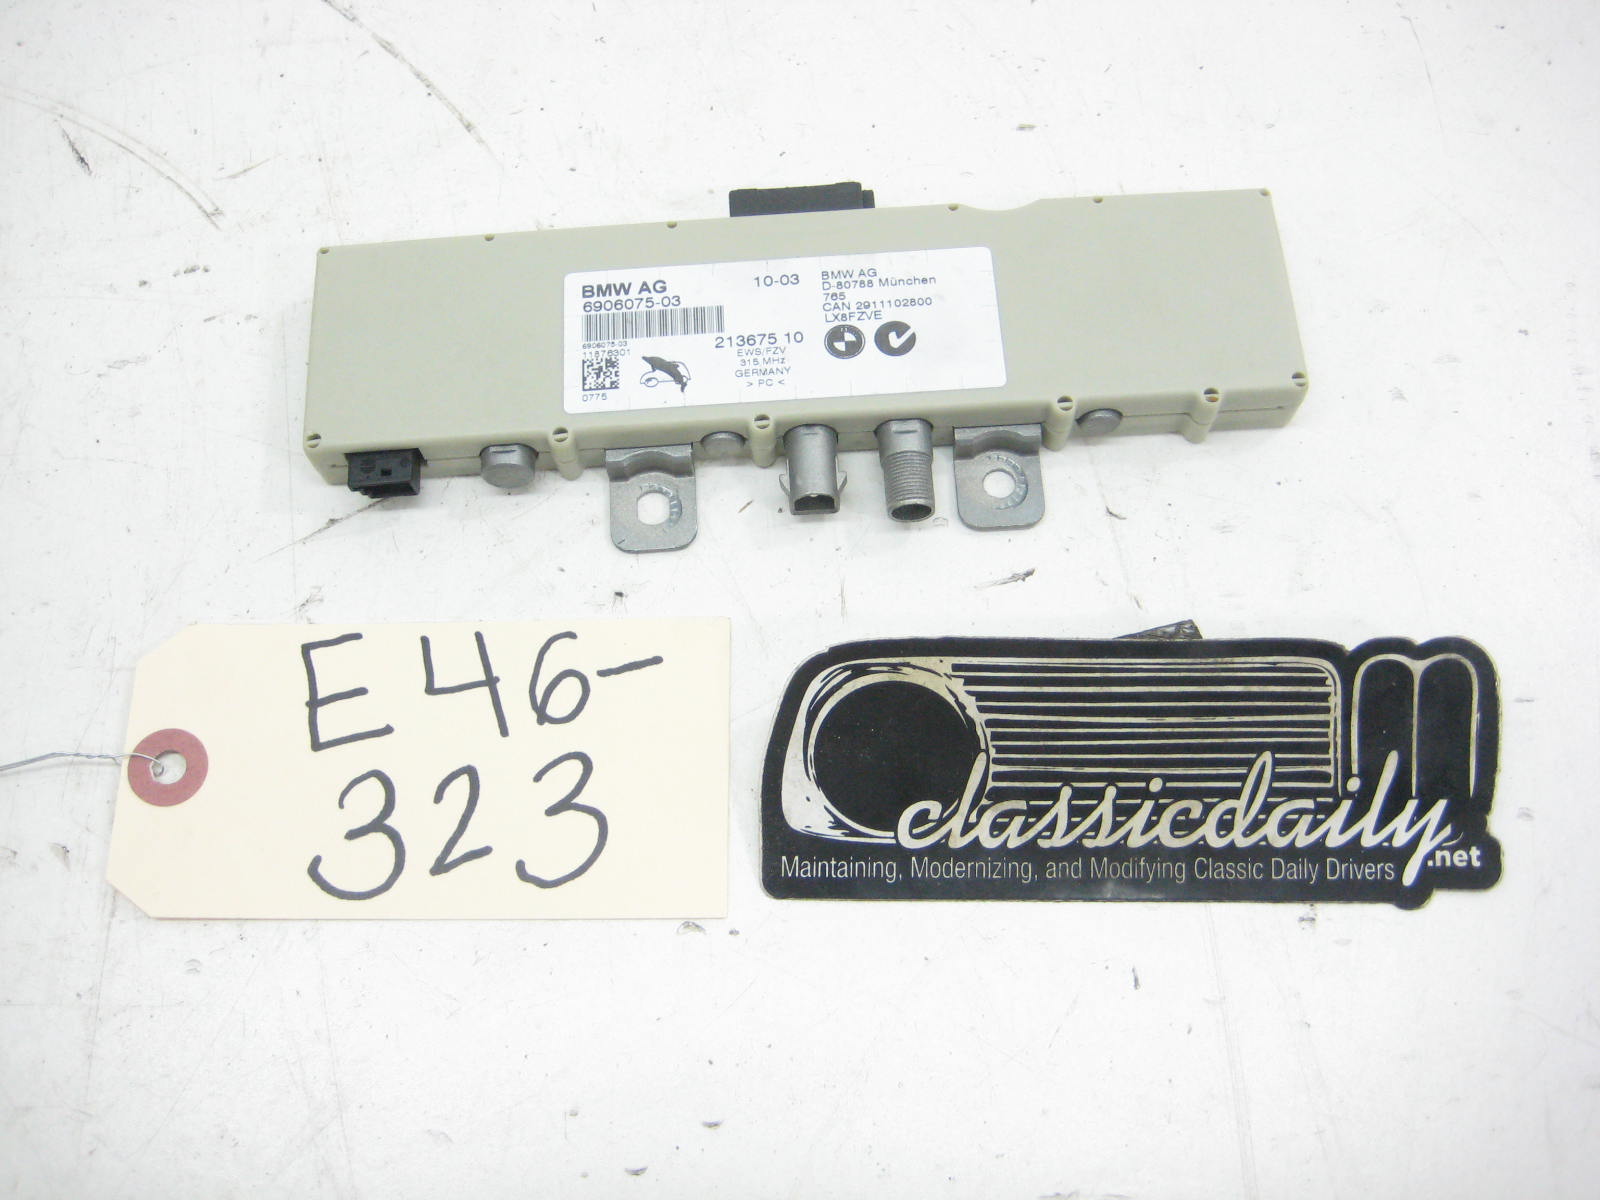 BMW AG
6906075-03
6906075-03
11876301
0775
10-03
213675 10
EWS/FZV
315 MHz
GERMANY
> PC <
BMW AG
D-80788 München
765
CAN 2911102800
LX8FZVE
E46-
323
classicdaily
.net
Maintaining, Modernizing, and Modifying Classic Daily Drivers